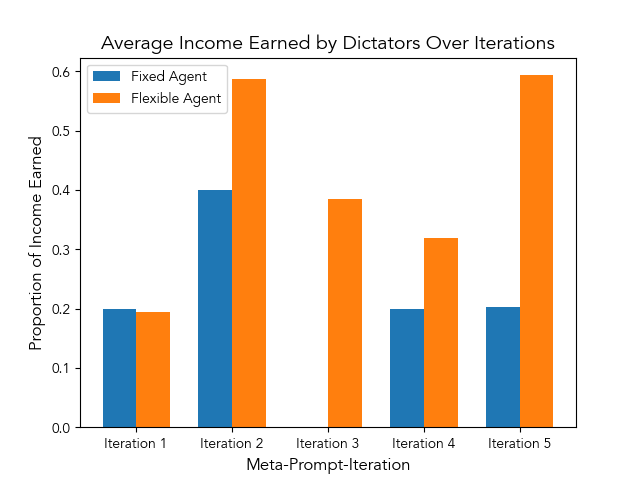 Average Income Earned by Dictators Over Iterations
Fixed Agent
Flexible Agent
Proportion of Income Earned
0.6
0.5
0.4
0.3
0.2
0.1
0.0
Iteration 1 Iteration 2 Iteration 3 Iteration 4 Iteration 5
Meta-Prompt-Iteration